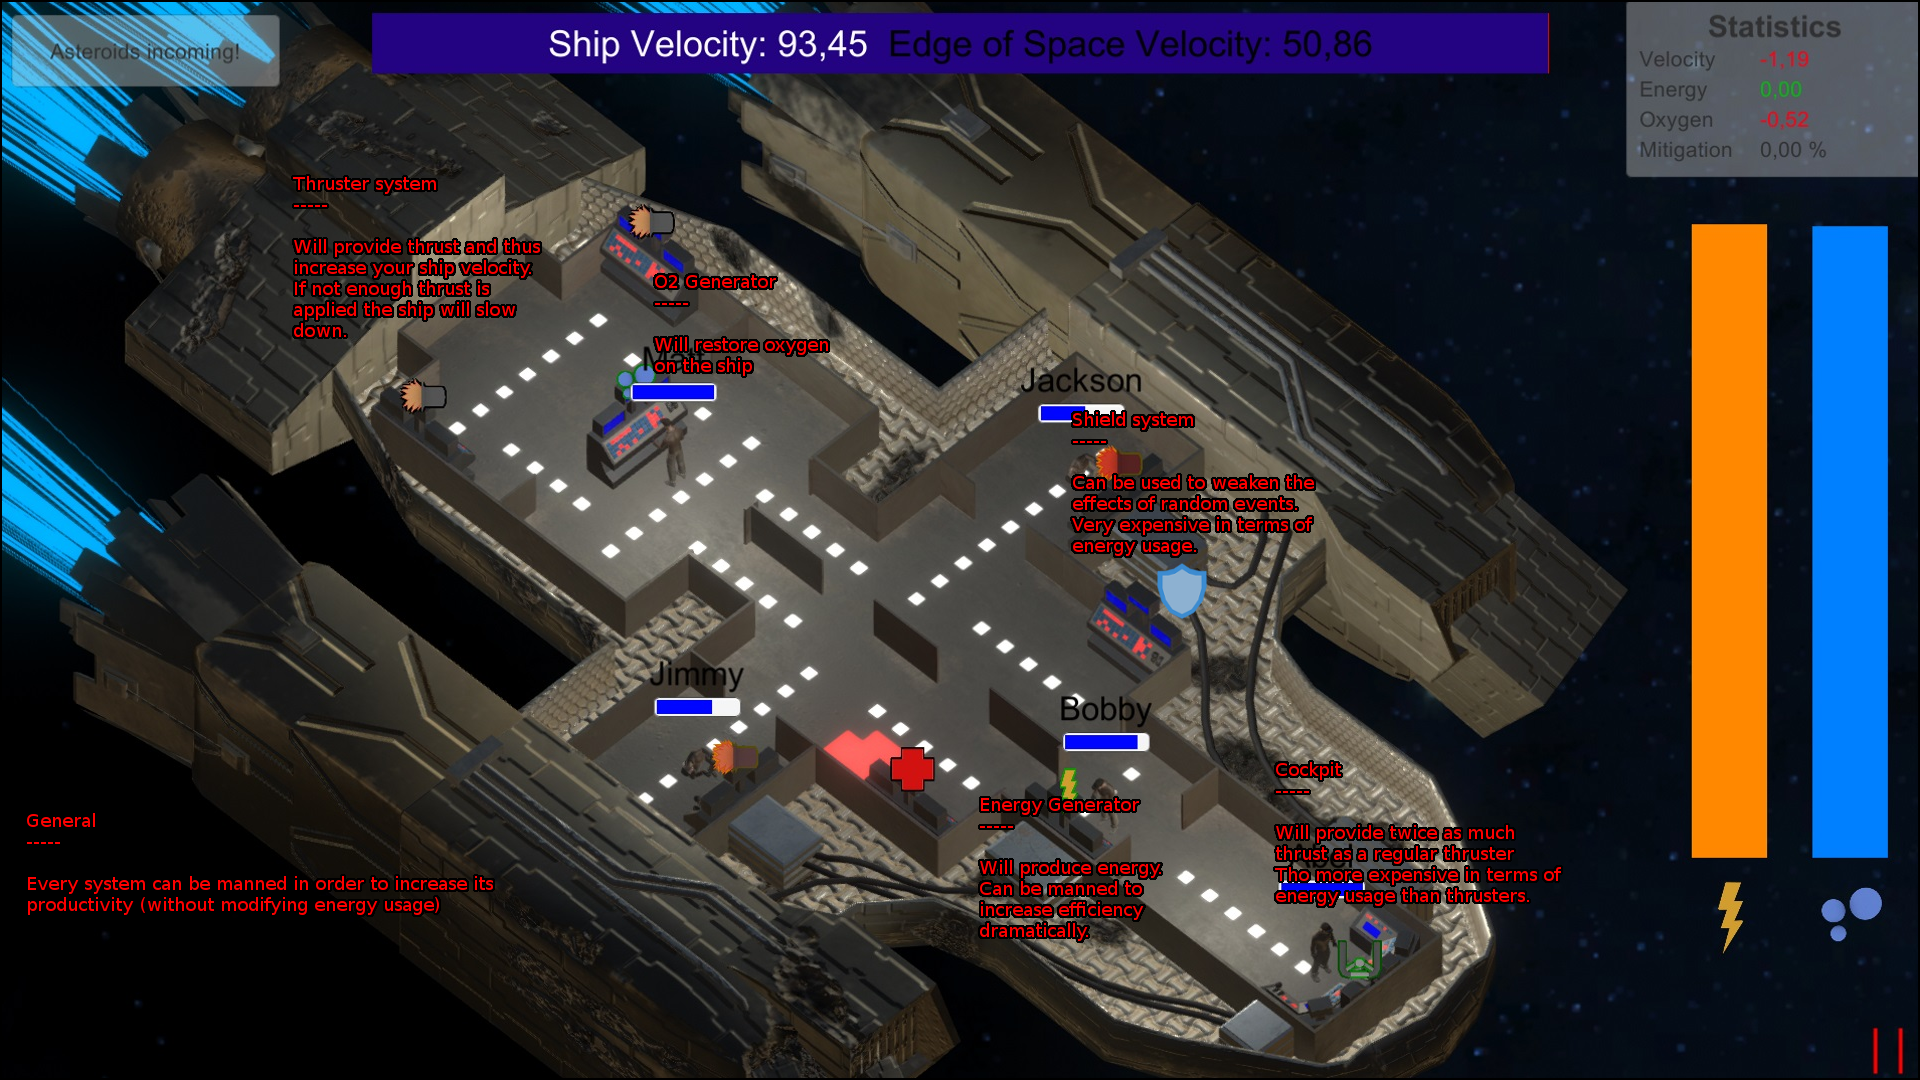 Asteroids incoming!
Ship Velocity: 93,45 Edge of Space Velocity: 50,86
Statistics
Velocity -1,19
Energy 0,00
Oxygen -0,52
Mitigation 0,00 %
Thruster system
-----
Will provide thrust and thus
increase your ship velocity.
If not enough thrust is
applied the ship will slow
down.
O2 Generator
-----
Will restore oxygen
on the ship
Jackson
Shield system
-----
Can be used to weaken the
effects of random events.
Very expensive in terms of
energy usage.
Jimmy
Bobby
Energy Generator
-----
Will produce energy.
Can be manned to
increase efficiency
dramatically.
Cockpit
-----
Will provide twice as much
thrust as a regular thruster
Tho more expensive in terms of
energy usage than thrusters.
General
-----
Every system can be manned in order to increase its
productivity (without modifying energy usage)